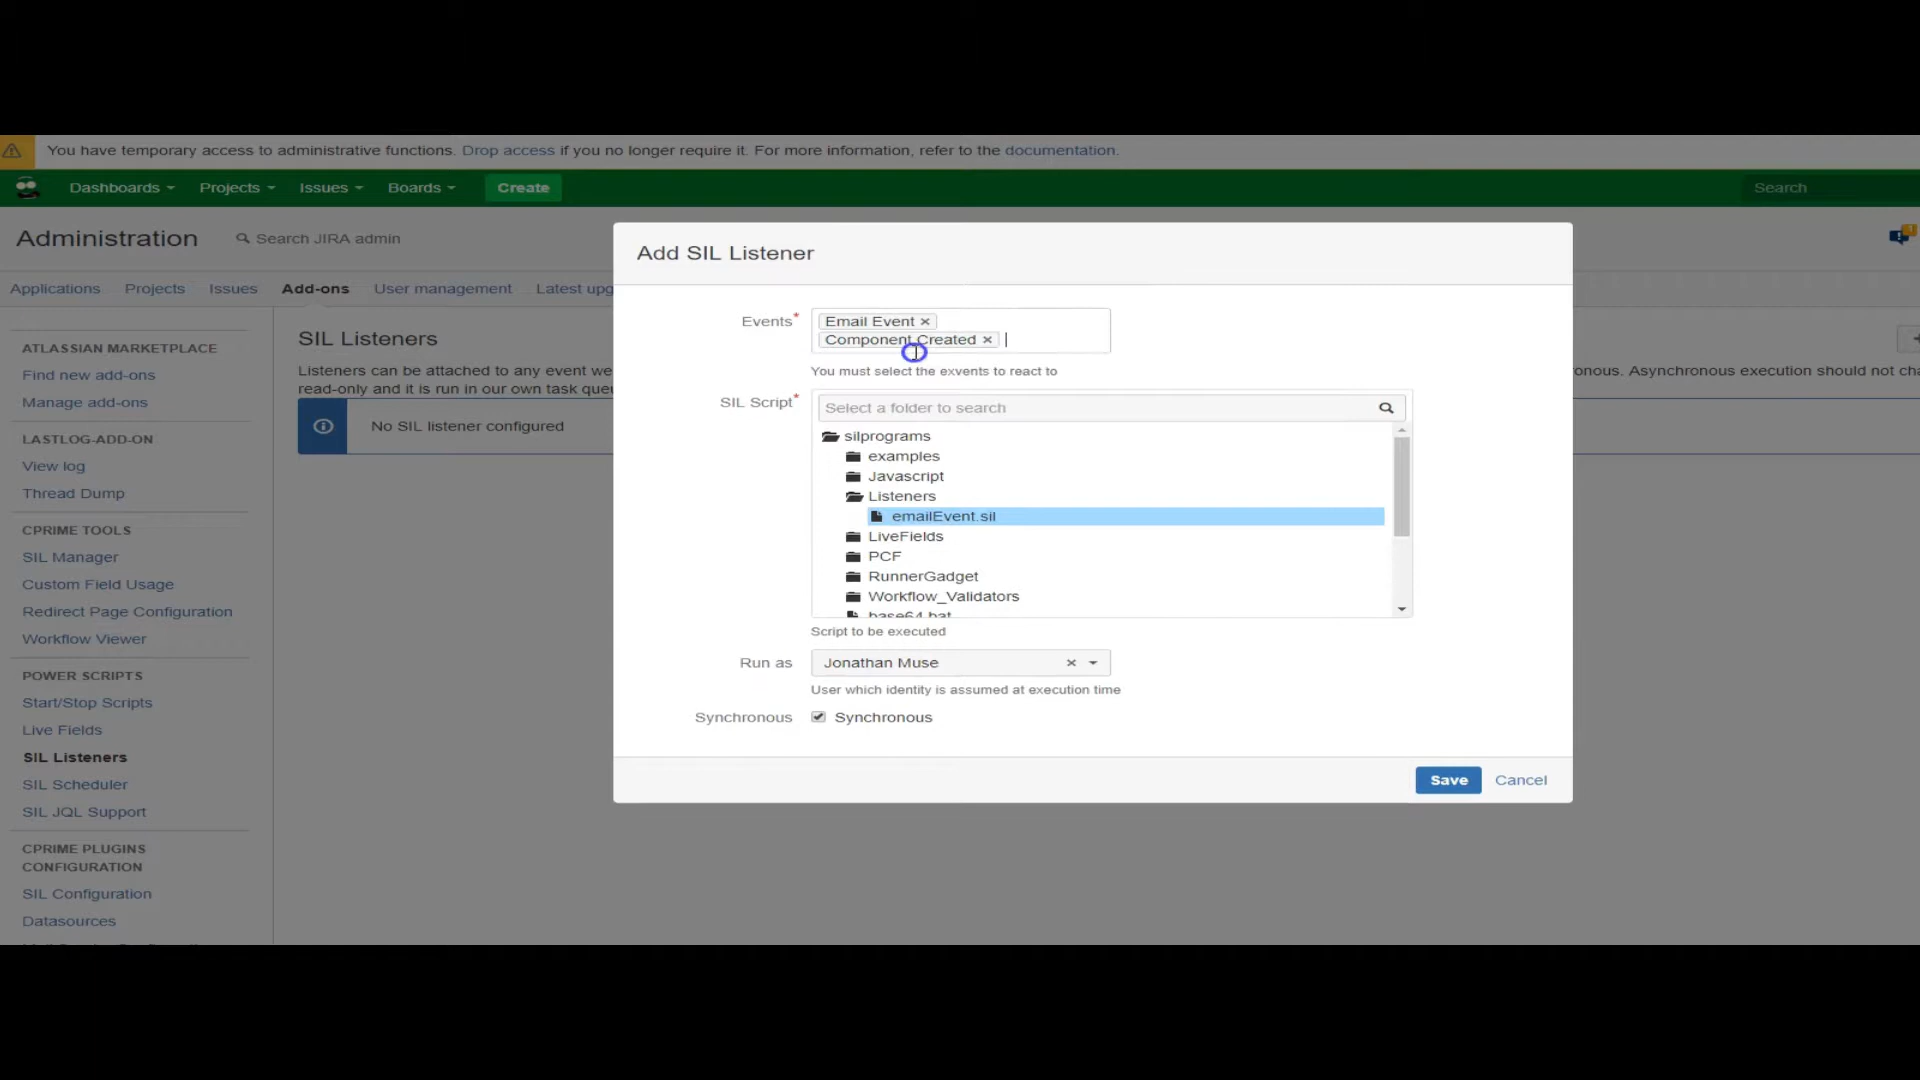 You have temporary access to administrative functions. Drop access if you no longer require it. For more information, refer to the documentation.
Dashboards Projects Issues Boards Create Search
Administration Search JIRA admin
Applications Projects Issues Add-ons User management Latest upg
ATLASSIAN MARKETPLACE
Find new add-ons
Manage add-ons
LASTLOG-ADD-ON
View log
Thread Dump
CPRIME TOOLS
SIL Manager
Custom Field Usage
Redirect Page Configuration
Workflow Viewer
POWER SCRIPTS
Start/Stop Scripts
Live Fields
SIL Listeners
SIL Scheduler
SIL JQL Support
CPRIME PLUGINS
CONFIGURATION
SIL Configuration
Datasources
SIL Listeners
Listeners can be attached to any event we
read-only and it is run in our own task queu
onous. Asynchronous execution should not cha
No SIL listener configured
Add SIL Listener
Events*
Email Event ×
Component Created ×
You must select the exvents to react to
SIL Script*
Select a folder to search
silprograms
examples
Javascript
Listeners
emailEvent.sil
LiveFields
PCF
RunnerGadget
Workflow_Validators
base64.bat
Script to be executed
Run as Jonathan Muse ×
User which identity is assumed at execution time
Synchronous Synchronous
Save Cancel